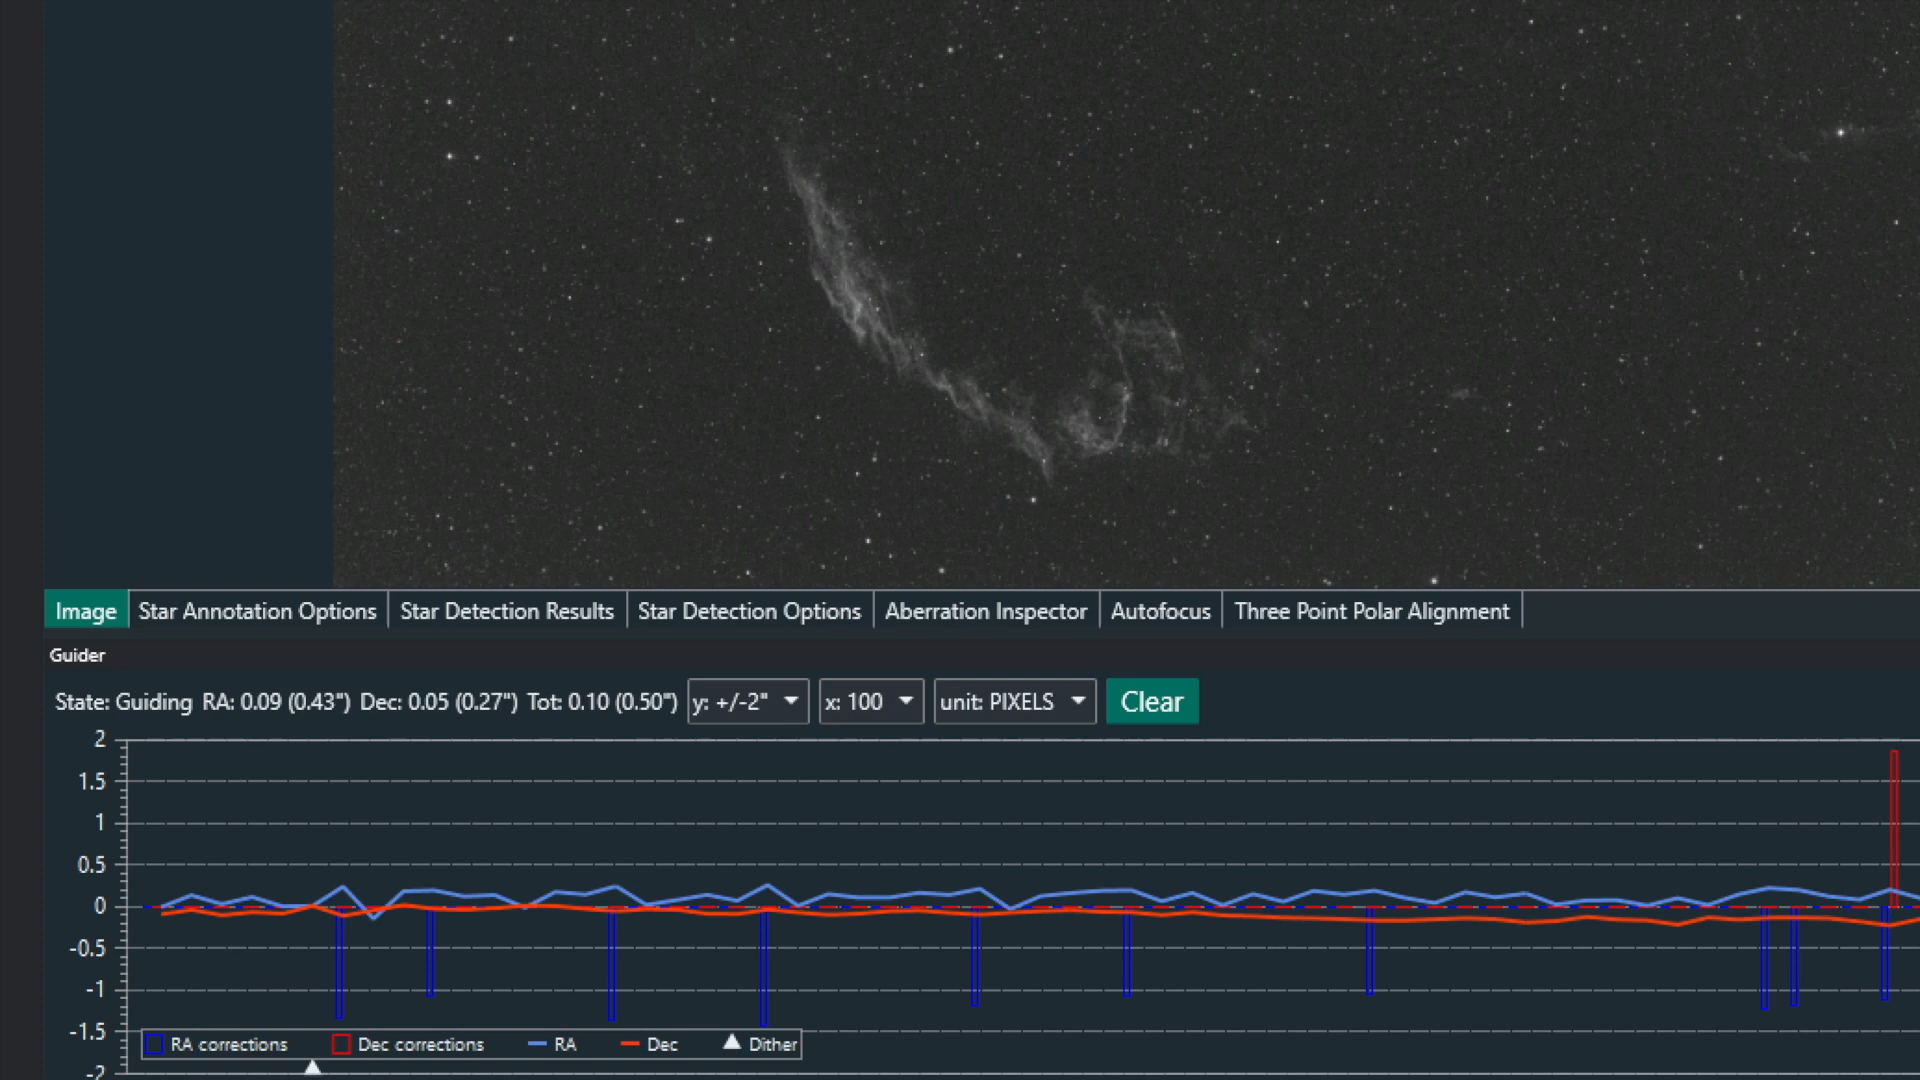 Image Star Annotation Options Star Detection Results Star Detection Options Aberration Inspector Autofocus Three Point Polar Alignment
Guider
State: Guiding RA: 0.09 (0.43") Dec: 0.05 (0.27") Tot: 0.10 (0.50") y: +/-2" x: 100 unit: PIXELS Clear
2
1.5
1
0.5
0
-0.5
-1
-1.5
-2
RA corrections Dec corrections RA Dec Dither